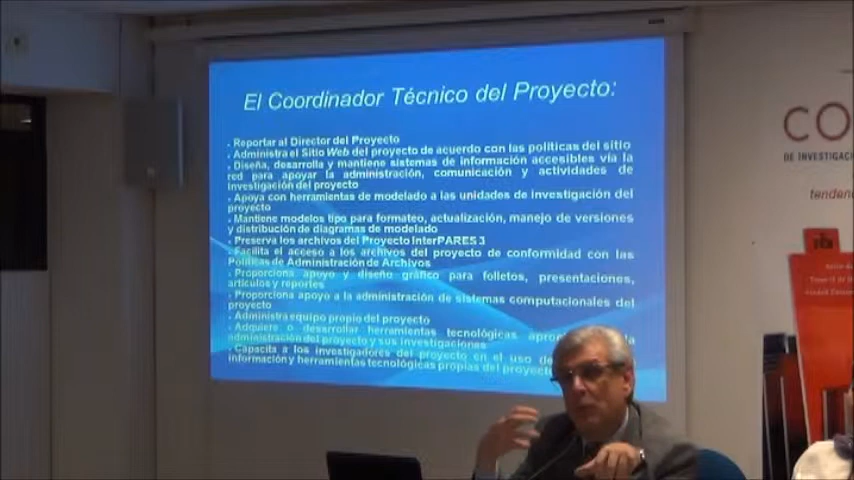 El Coordinador Técnico del Proyecto:
- Reportar al Director del Proyecto
- Administra el Sitio Web del proyecto de acuerdo con las políticas del sitio
- Diseña, desarrolla y mantiene sistemas de información accesibles vía la
red para apoyar la administración, comunicación y actividades de
investigación del proyecto
- Apoya con herramientas de modelado a las unidades de investigación del
proyecto
- Mantiene modelos tipo para formateo, actualización, manejo de versiones
y distribución de diagramas de modelado
- Preserva los archivos del Proyecto InterPARES 3
- Facilita el acceso a los archivos del proyecto de conformidad con las
Políticas de Administración de Archivos
- Proporciona apoyo y diseño gráfico para folletos, presentaciones,
artículos y reportes
- Proporciona apoyo a la administración de sistemas computacionales del
proyecto
- Administra equipo propio del proyecto
- Adquiere o desarrollar herramientas tecnológicas
administración del proyecto y sus investigaciones
- Capacita a los investigadores del proyecto en el uso de
información y herramientas tecnológicas propias del proyecto
CO
DE INVESTIGACI
tendenc